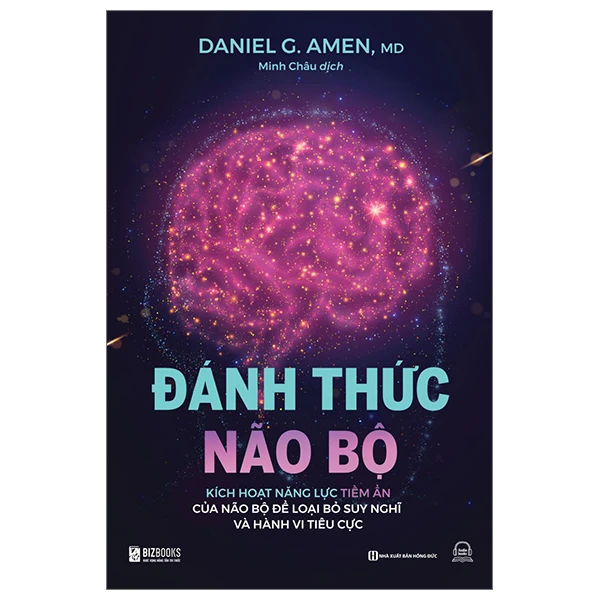 DANIEL G. AMEN, MD
Minh Châu dịch
ĐÁNH THỨC
NÃO BỘ
KÍCH HOẠT NĂNG LỰC TIỀM ẨN
CỦA NÃO BỘ ĐỂ LOẠI BỎ SUY NGHĨ
VÀ HÀNH VI TIÊU CỰC
BIZBOOKS
NHÀ XUẤT BẢN HỒNG ĐỨC